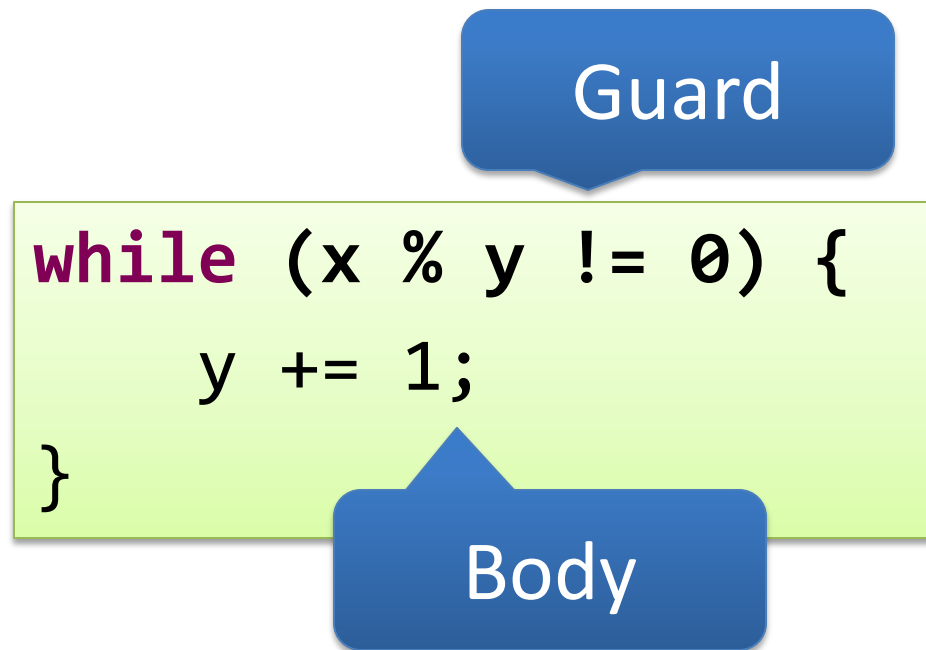 Guard
while (x % y != 0) {
    y += 1;
}
Body